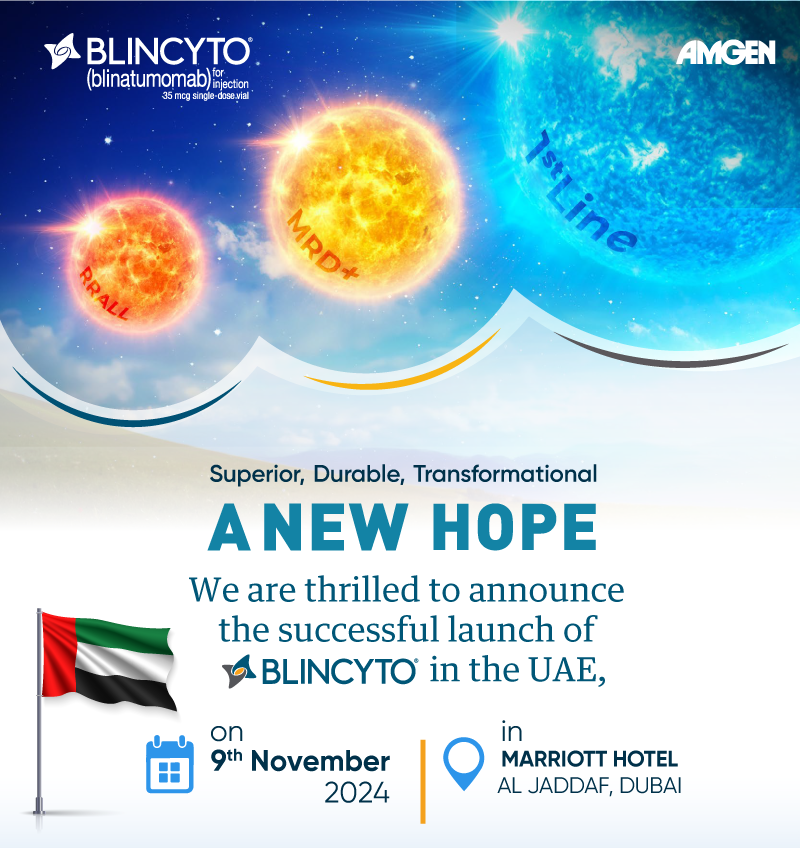 BLINCYTO®
(blinatumomab) for injection
35 mcg single-dose vial
AMGEN
RRALL
MRD+
1st Line
Superior, Durable, Transformational
A NEW HOPE
We are thrilled to announce
the successful launch of
BLINCYTO® in the UAE,
on
9th November
2024
in
MARRIOTT HOTEL
AL JADDAF, DUBAI